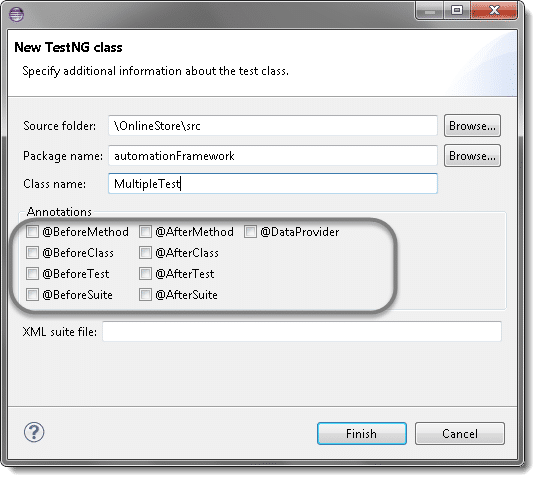 New TestNG class
Specify additional information about the test class.
Source folder: \OnlineStore\src Browse...
Package name: automationFramework Browse...
Class name: MultipleTest
Annotations
@BeforeMethod @AfterMethod @DataProvider
@BeforeClass @AfterClass
@BeforeTest @AfterTest
@BeforeSuite @AfterSuite
XML suite file:
? Finish Cancel